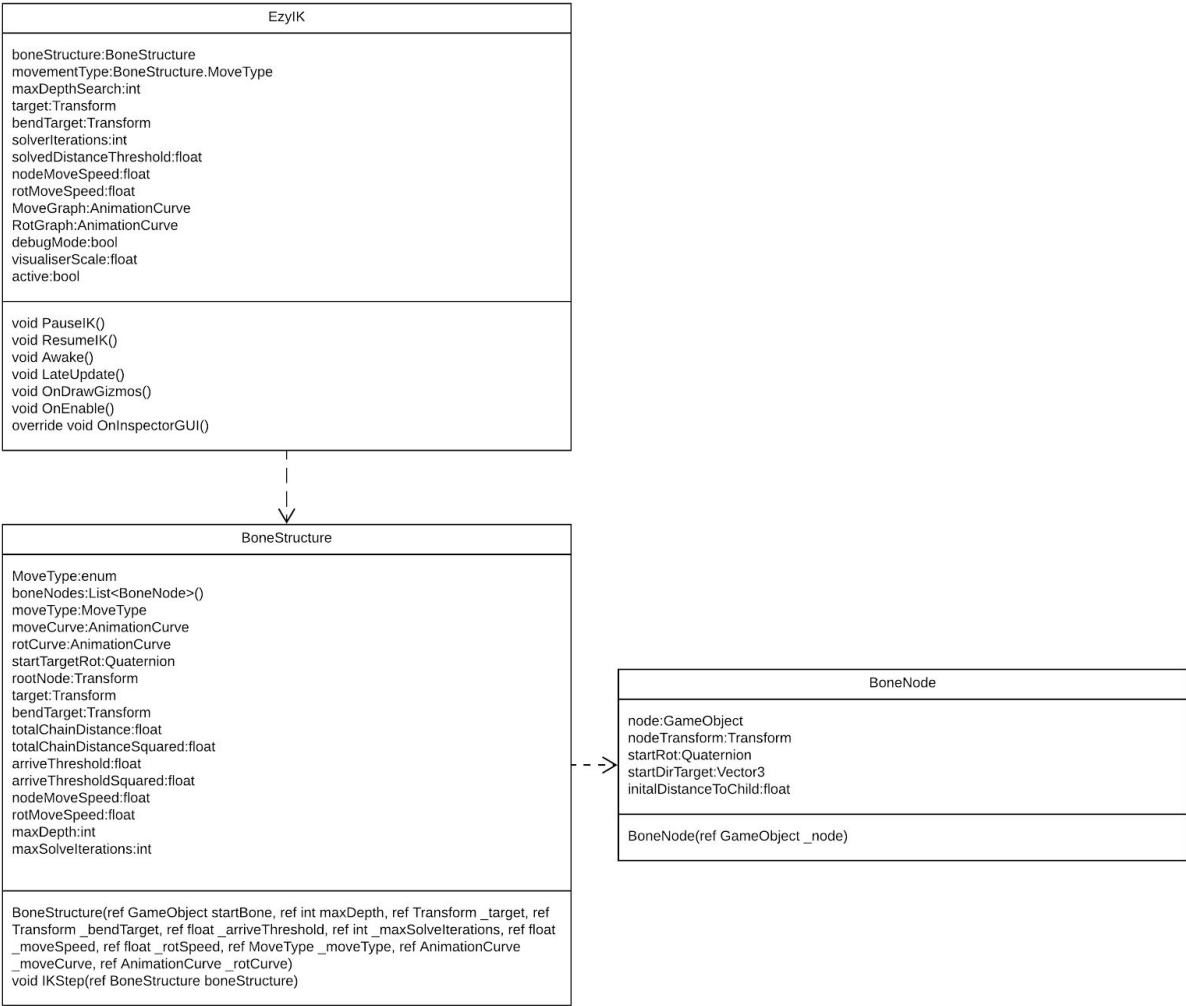 EzyIK
boneStructure:BoneStructure
movementType:BoneStructure.MoveType
maxDepthSearch:int
target:Transform
bendTarget:Transform
solverIterations:int
solvedDistanceThreshold:float
nodeMoveSpeed:float
rotMoveSpeed:float
MoveGraph:AnimationCurve
RotGraph:AnimationCurve
debugMode:bool
visualiserScale:float
active:bool
void PauseIK()
void ResumeIK()
void Awake()
void LateUpdate()
void OnDrawGizmos()
void OnEnable()
override void OnInspectorGUI()
BoneStructure
MoveType:enum
boneNodes:List<BoneNode>()
moveType:MoveType
moveCurve:AnimationCurve
rotCurve:AnimationCurve
startTargetRot:Quaternion
rootNode:Transform
target:Transform
bendTarget:Transform
totalChainDistance:float
totalChainDistanceSquared:float
arriveThreshold:float
arriveThresholdSquared:float
nodeMoveSpeed:float
rotMoveSpeed:float
maxDepth:int
maxSolveIterations:int
BoneStructure(ref GameObject startBone, ref int maxDepth, ref Transform _target, ref
Transform _bendTarget, ref float _arriveThreshold, ref int _maxSolveIterations, ref float
_moveSpeed, ref float _rotSpeed, ref MoveType _moveType, ref AnimationCurve
_moveCurve, ref AnimationCurve _rotCurve)
void IKStep(ref BoneStructure boneStructure)
BoneNode
node:GameObject
nodeTransform:Transform
startRot:Quaternion
startDirTarget:Vector3
initalDistanceToChild:float
BoneNode(ref GameObject _node)